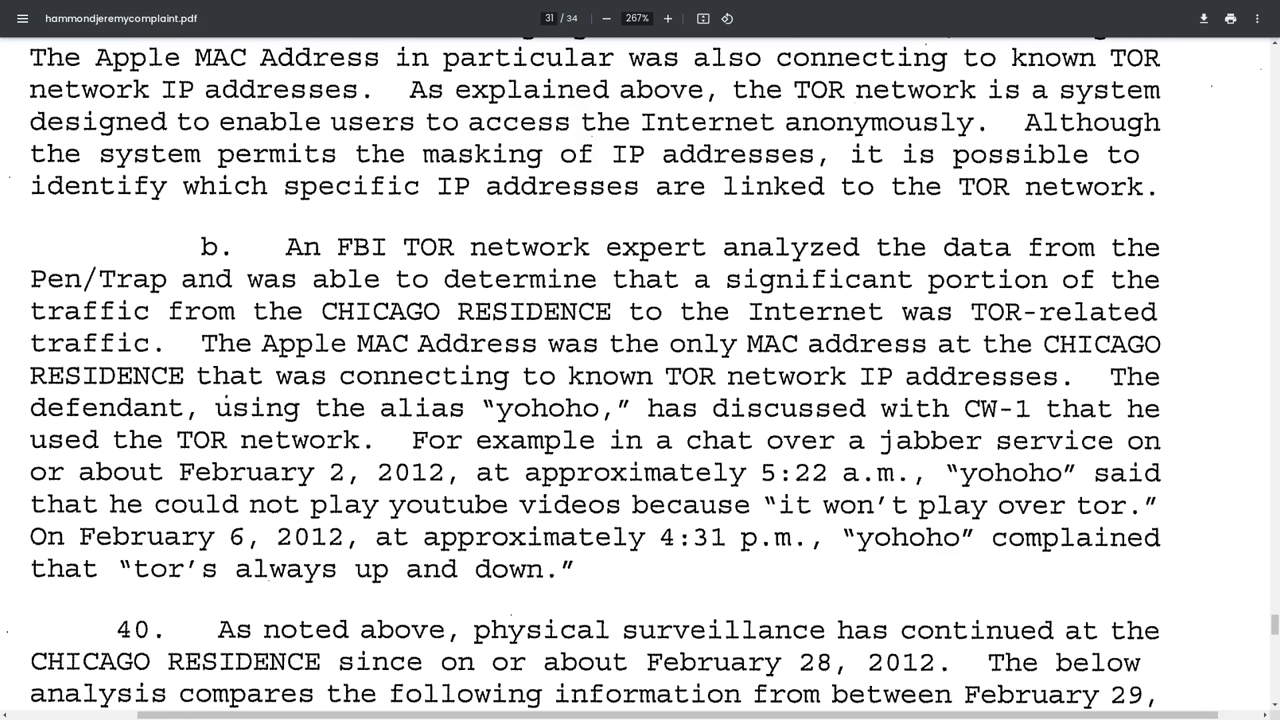 hammondjeremycomplaint.pdf
31 / 34
267%
The Apple MAC Address in particular was also connecting to known TOR
network IP addresses. As explained above, the TOR network is a system
designed to enable users to access the Internet anonymously. Although
the system permits the masking of IP addresses, it is possible to
identify which specific IP addresses are linked to the TOR network.
b. An FBI TOR network expert analyzed the data from the
Pen/Trap and was able to determine that a significant portion of the
traffic from the CHICAGO RESIDENCE to the Internet was TOR-related
traffic. The Apple MAC Address was the only MAC address at the CHICAGO
RESIDENCE that was connecting to known TOR network IP addresses. The
defendant, using the alias “yohoho,” has discussed with CW-1 that he
used the TOR network. For example in a chat over a jabber service on
or about February 2, 2012, at approximately 5:22 a.m., “yohoho” said
that he could not play youtube videos because “it won’t play over tor.”
On February 6, 2012, at approximately 4:31 p.m., “yohoho” complained
that “tor’s always up and down.”
40. As noted above, physical surveillance has continued at the
CHICAGO RESIDENCE since on or about February 28, 2012. The below
analysis compares the following information from between February 29,